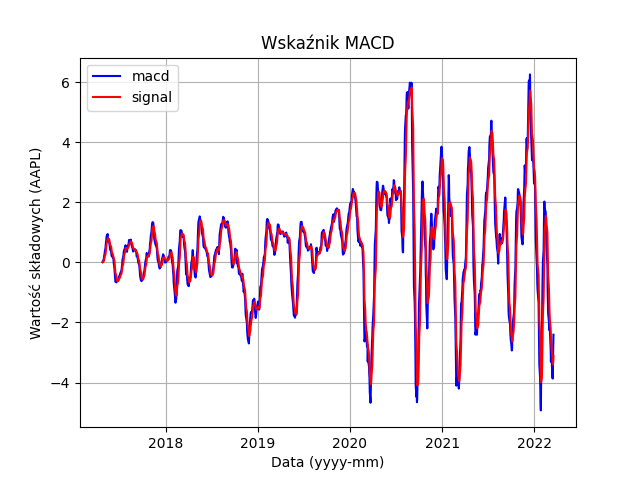 Wskaźnik MACD
macd
signal
6
4
2
0
−2
−4
Wartość składowych (AAPL)
2018 2019 2020 2021 2022
Data (yyyy-mm)